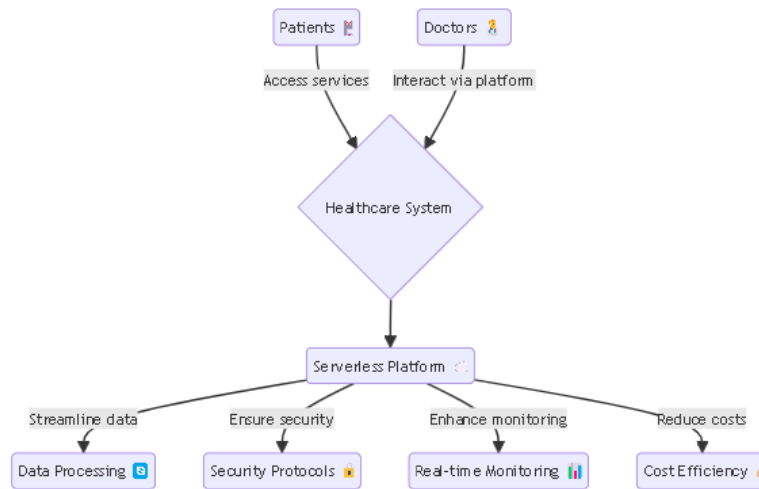 Patients
Doctors
Access services
Interact via platform
Healthcare System
Serverless Platform
Streamline data
Ensure security
Enhance monitoring
Reduce costs
Data Processing
Security Protocols
Real-time Monitoring
Cost Efficiency